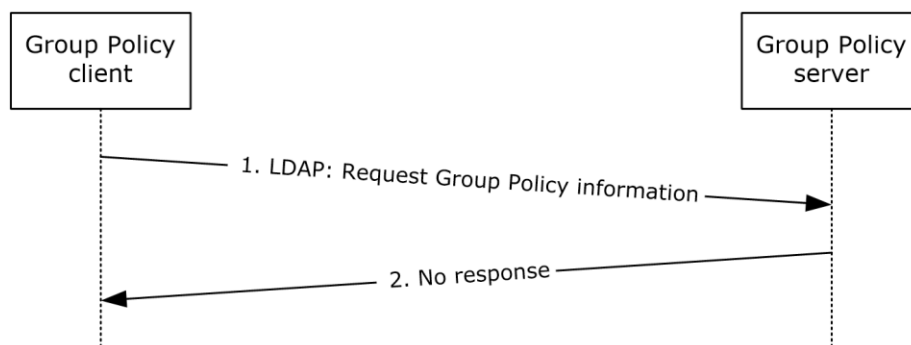 Group Policy
client
Group Policy
server
1. LDAP: Request Group Policy information
2. No response